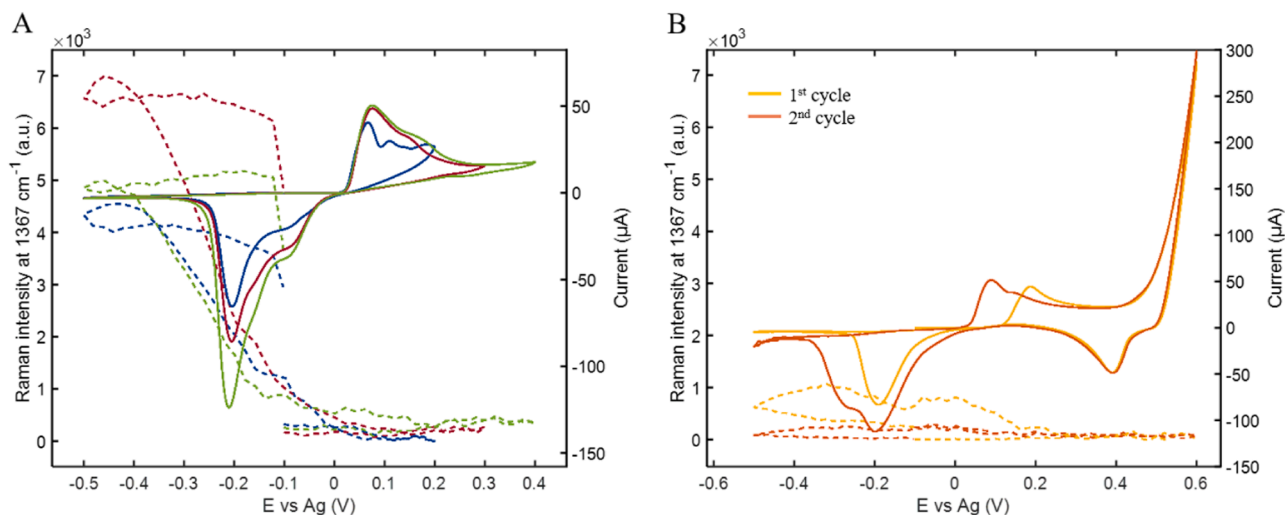 A
×10³
7
6
5
4
3
2
1
0
Raman intensity at 1367 cm⁻¹ (a.u.)
50
0
-50
-100
-150
Current (µA)
-0.5 -0.4 -0.3 -0.2 -0.1 0 0.1 0.2 0.3 0.4
E vs Ag (V)
B
×10³
7
6
5
4
3
2
1
0
Raman intensity at 1367 cm⁻¹ (a.u.)
1st cycle
2nd cycle
300
250
200
150
100
50
0
-50
-100
-150
Current (µA)
-0.6 -0.4 -0.2 0 0.2 0.4 0.6
E vs Ag (V)